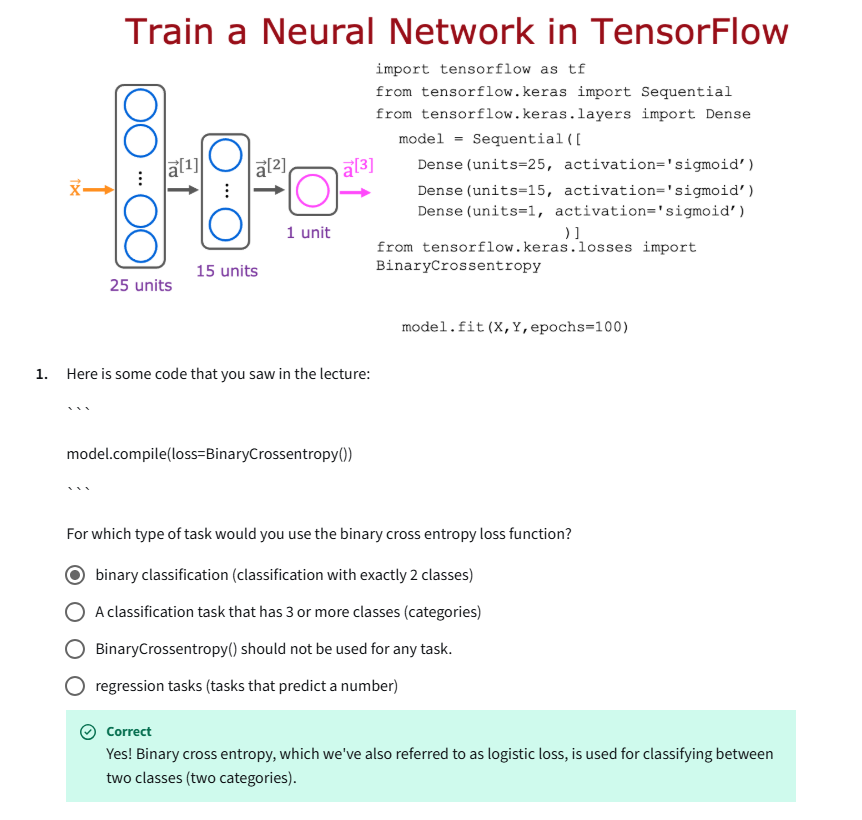 Train a Neural Network in TensorFlow
import tensorflow as tf
from tensorflow.keras import Sequential
from tensorflow.keras.layers import Dense
model = Sequential([
Dense(units=25, activation='sigmoid’)
Dense(units=15, activation='sigmoid’)
Dense(units=1, activation='sigmoid’)
)]
from tensorflow.keras.losses import
BinaryCrossentropy
model.fit(X,Y,epochs=100)
x⃗
a⃗[1]
a⃗[2]
a⃗[3]
25 units
15 units
1 unit
1. Here is some code that you saw in the lecture:
```
model.compile(loss=BinaryCrossentropy())
```
For which type of task would you use the binary cross entropy loss function?
binary classification (classification with exactly 2 classes)
A classification task that has 3 or more classes (categories)
BinaryCrossentropy() should not be used for any task.
regression tasks (tasks that predict a number)
Correct
Yes! Binary cross entropy, which we've also referred to as logistic loss, is used for classifying between
two classes (two categories).